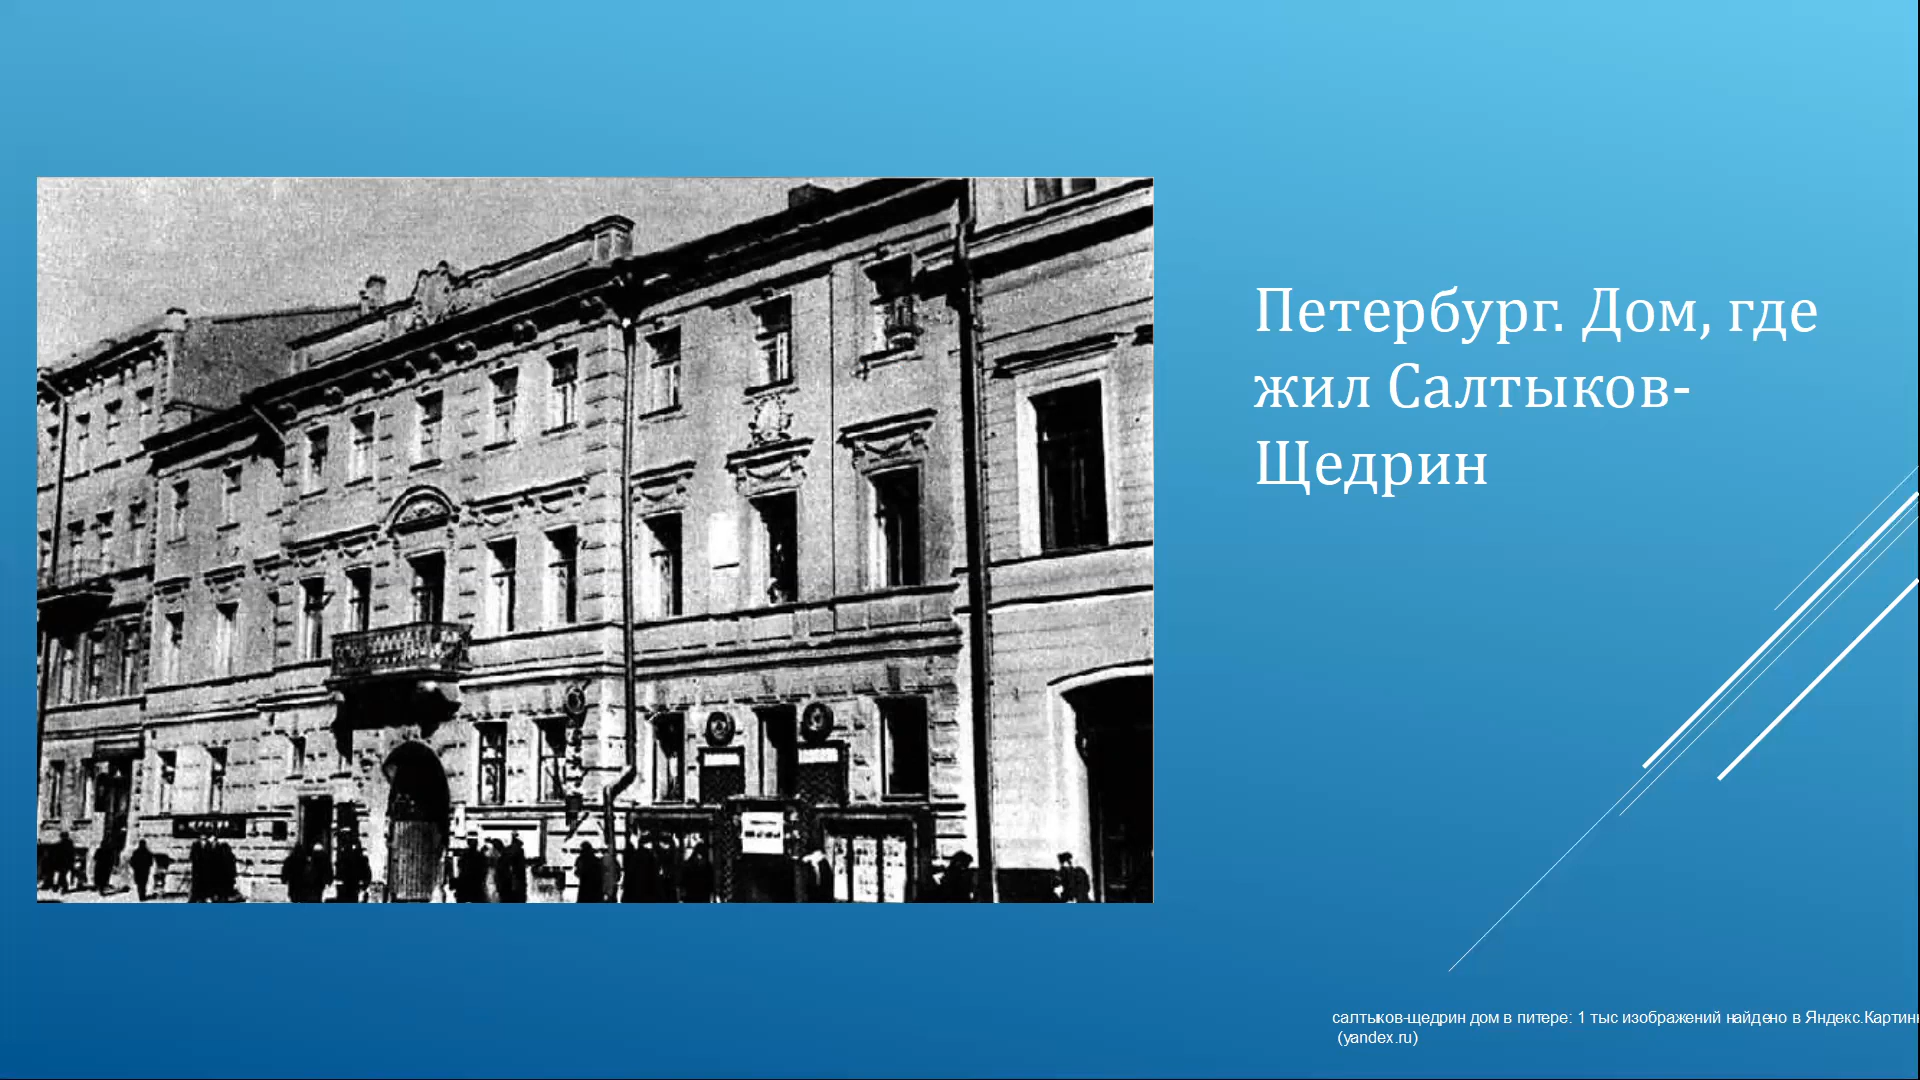 Петербург. Дом, где
жил Салтыков-
Щедрин
салтыков-щедрин дом в питере: 1 тыс изображений найдено в Яндекс.Картин
(yandex.ru)